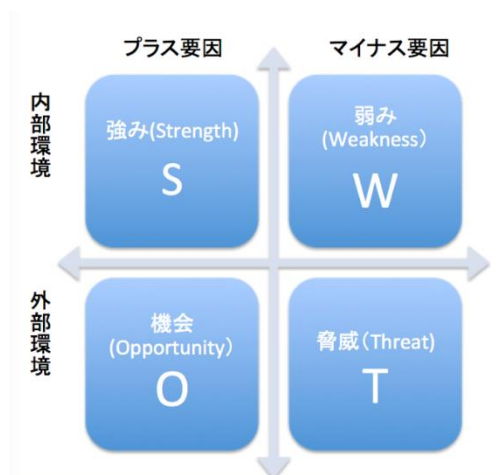 プラス要因
マイナス要因
内部環境
強み(Strength)
S
弱み
(Weakness)
W
外部環境
機会
(Opportunity)
O
脅威(Threat)
T